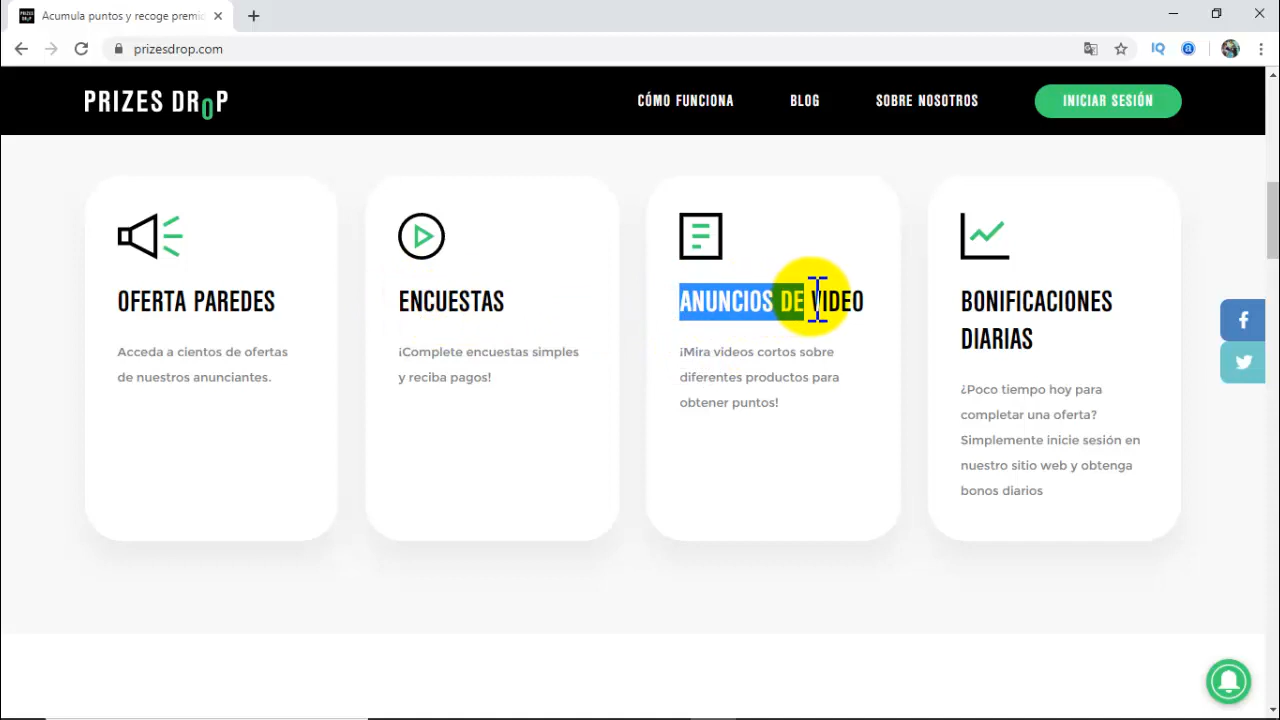 Acumula puntos y recoge premio
prizesdrop.com
PRIZES DROP
CÓMO FUNCIONA
BLOG
SOBRE NOSOTROS
INICIAR SESIÓN
OFERTA PAREDES
Acceda a cientos de ofertas
de nuestros anunciantes.
ENCUESTAS
¡Complete encuestas simples
y reciba pagos!
ANUNCIOS DE VIDEO
¡Mira videos cortos sobre
diferentes productos para
obtener puntos!
BONIFICACIONES
DIARIAS
¿Poco tiempo hoy para
completar una oferta?
Simplemente inicie sesión en
nuestro sitio web y obtenga
bonos diarios